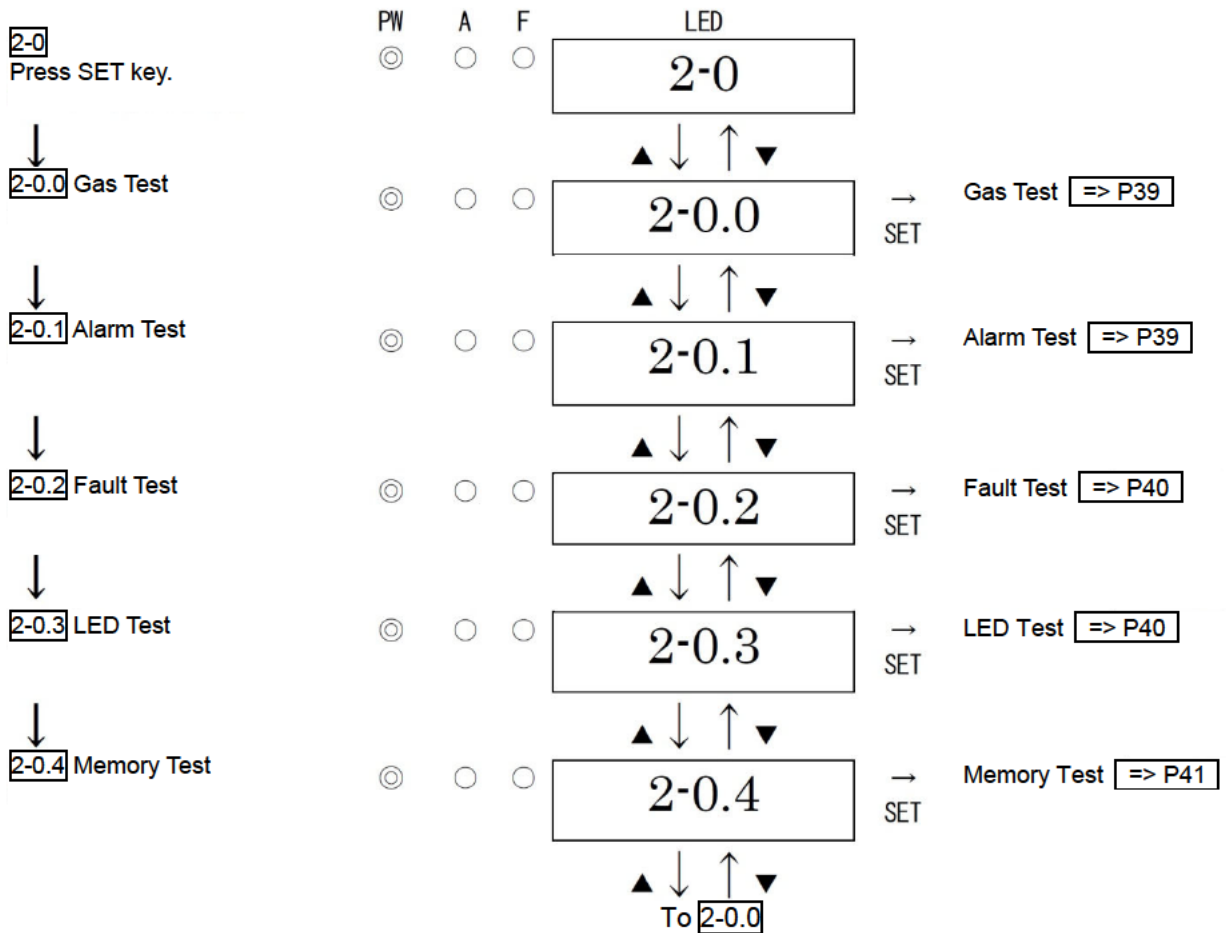 PW A F LED
2-0
Press SET key.
2-0
▲ ↓ ↑ ▼
↓
2-0.0 Gas Test
2-0.0
→
SET
Gas Test => P39
▲ ↓ ↑ ▼
↓
2-0.1 Alarm Test
2-0.1
→
SET
Alarm Test => P39
▲ ↓ ↑ ▼
↓
2-0.2 Fault Test
2-0.2
→
SET
Fault Test => P40
▲ ↓ ↑ ▼
↓
2-0.3 LED Test
2-0.3
→
SET
LED Test => P40
▲ ↓ ↑ ▼
↓
2-0.4 Memory Test
2-0.4
→
SET
Memory Test => P41
▲ ↓ ↑ ▼
To 2-0.0